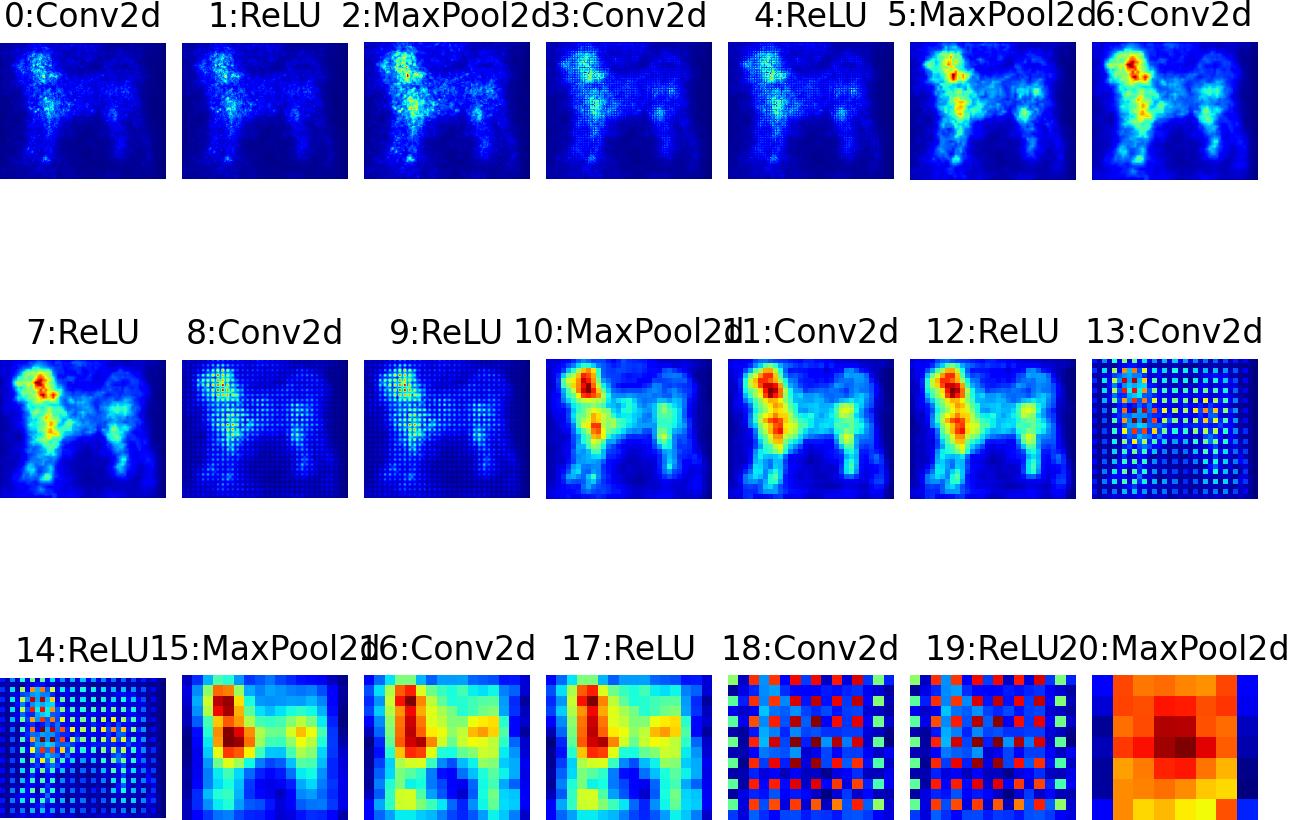 0:Conv2d 1:ReLU 2:MaxPool2d 3:Conv2d 4:ReLU 5:MaxPool2d 6:Conv2d
7:ReLU 8:Conv2d 9:ReLU 10:MaxPool2d 11:Conv2d 12:ReLU 13:Conv2d
14:ReLU 15:MaxPool2d 16:Conv2d 17:ReLU 18:Conv2d 19:ReLU 20:MaxPool2d